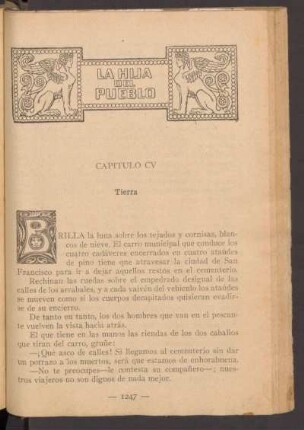 LA HIJA
DEL
PUEBLO
CAPITULO CV
Tierra
BRILLA la luna sobre los tejados y cornisas, blan-
cos de nieve. El carro municipal que conduce los
cuatro cadáveres encerrados en cuatro ataúdes
de pino tiene que atravesar la ciudad de San
Francisco para ir a dejar aquellos restos en el cementerio.
Rechinan las ruedas sobre el empedrado desigual de las
calles de los arrabales, y a cada vaivén del vehículo los ataúdes
se mueven como si los cuerpos decapitados quisieran evadir-
se de su encierro.
De tanto en tanto, los dos hombres que van en el pescan-
te vuelven la vista hacia atrás.
El que tiene en las manos las riendas de los dos caballos
que tiran del carro, gruñe:
—¡Qué asco de calles! Si llegamos al cementerio sin dar
un porrazo a los muertos, será que estamos de enhorabuena.
—No te preocupes—le contesta su compañero—; nues-
tros viajeros no son dignos de nada mejor.
— 1247 —